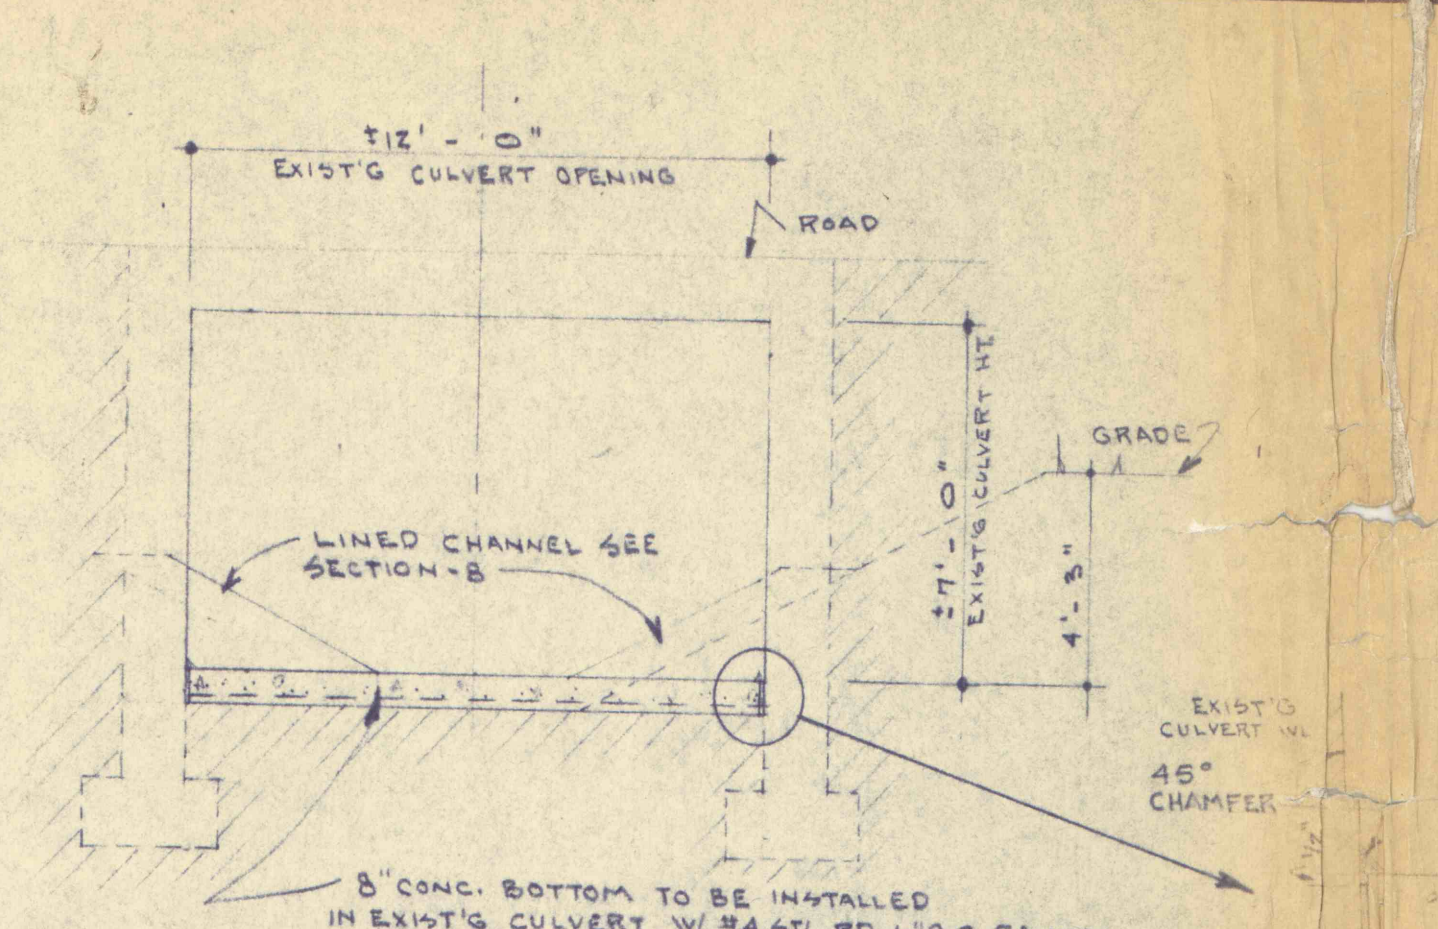 ±12' - 0"
EXIST'G CULVERT OPENING
ROAD
±7' - 0"
EXIST'G CULVERT HT.
GRADE
4' - 3"
LINED CHANNEL SEE
SECTION-B
EXIST'G
CULVERT
45°
CHAMFER
8" CONC. BOTTOM TO BE INSTALLED
IN EXIST'G CULVERT W/ #4